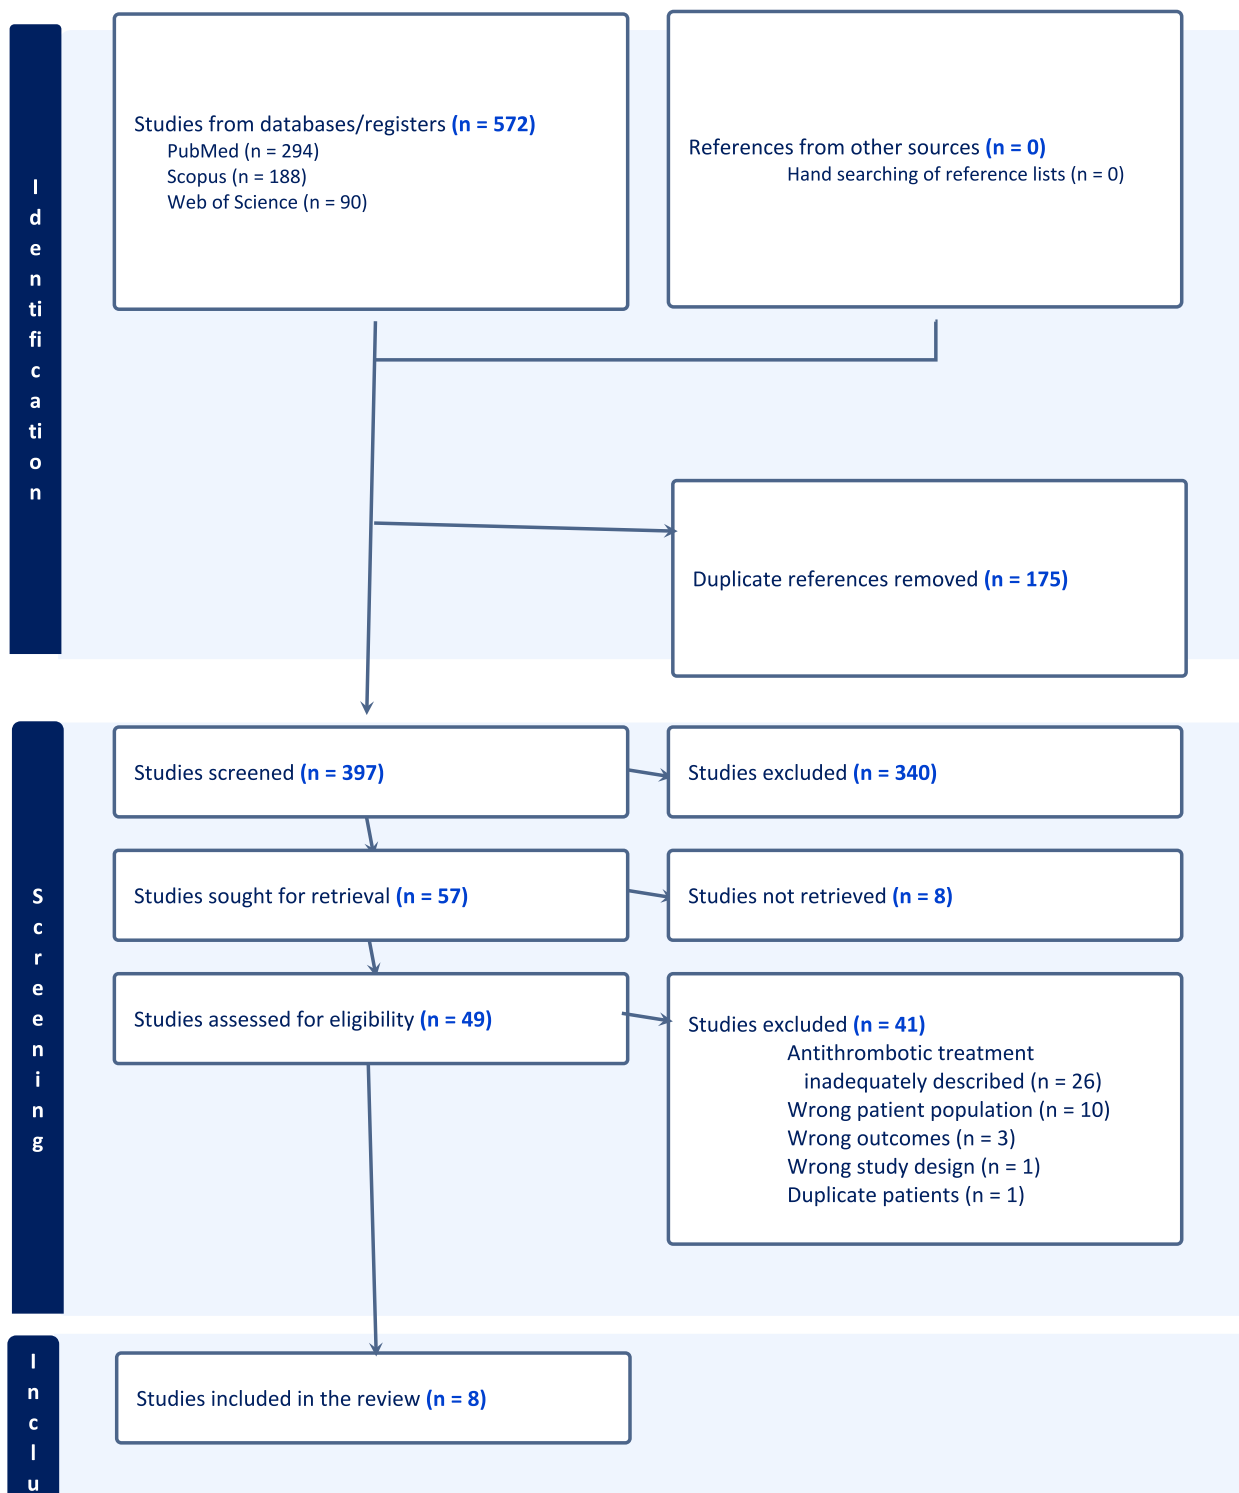 Identification
Studies from databases/registers (n = 572)
PubMed (n = 294)
Scopus (n = 188)
Web of Science (n = 90)
References from other sources (n = 0)
Hand searching of reference lists (n = 0)
Duplicate references removed (n = 175)
Screening
Studies screened (n = 397)
Studies excluded (n = 340)
Studies sought for retrieval (n = 57)
Studies not retrieved (n = 8)
Studies assessed for eligibility (n = 49)
Studies excluded (n = 41)
Antithrombotic treatment
inadequately described (n = 26)
Wrong patient population (n = 10)
Wrong outcomes (n = 3)
Wrong study design (n = 1)
Duplicate patients (n = 1)
Inclu
Studies included in the review (n = 8)